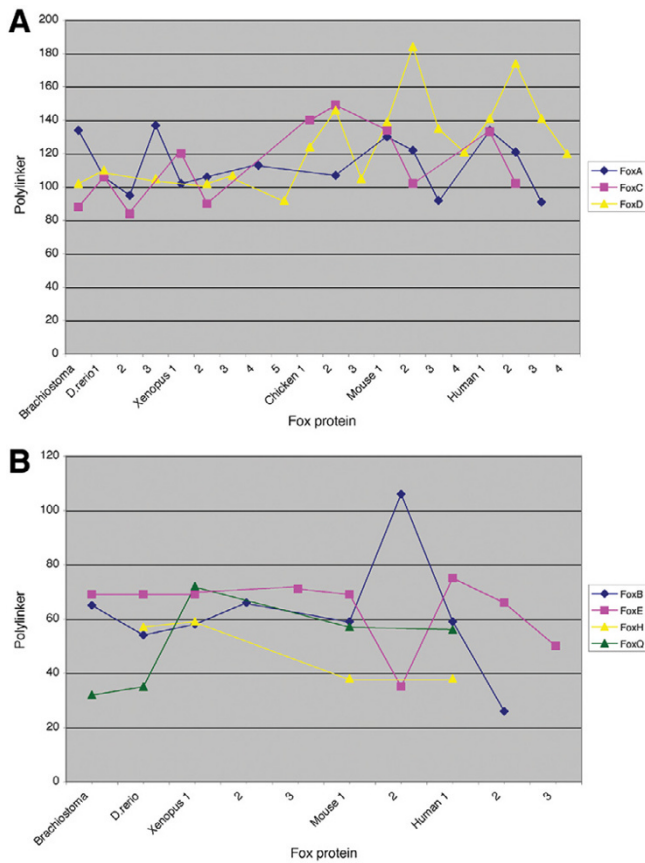 A
200
180
160
140
120
100
80
60
40
20
0
Polylinker
Brachiostoma
D.rerio1
2
3
Xenopus 1
2
3
4
5
Chicken 1
2
3
Mouse 1
2
3
4
Human 1
2
3
4
Fox protein
FoxA
FoxC
FoxD
B
120
100
80
60
40
20
0
Polylinker
Brachiostoma
D.rerio
Xenopus 1
2
3
Mouse 1
2
Human 1
2
3
Fox protein
FoxB
FoxE
FoxH
FoxQ